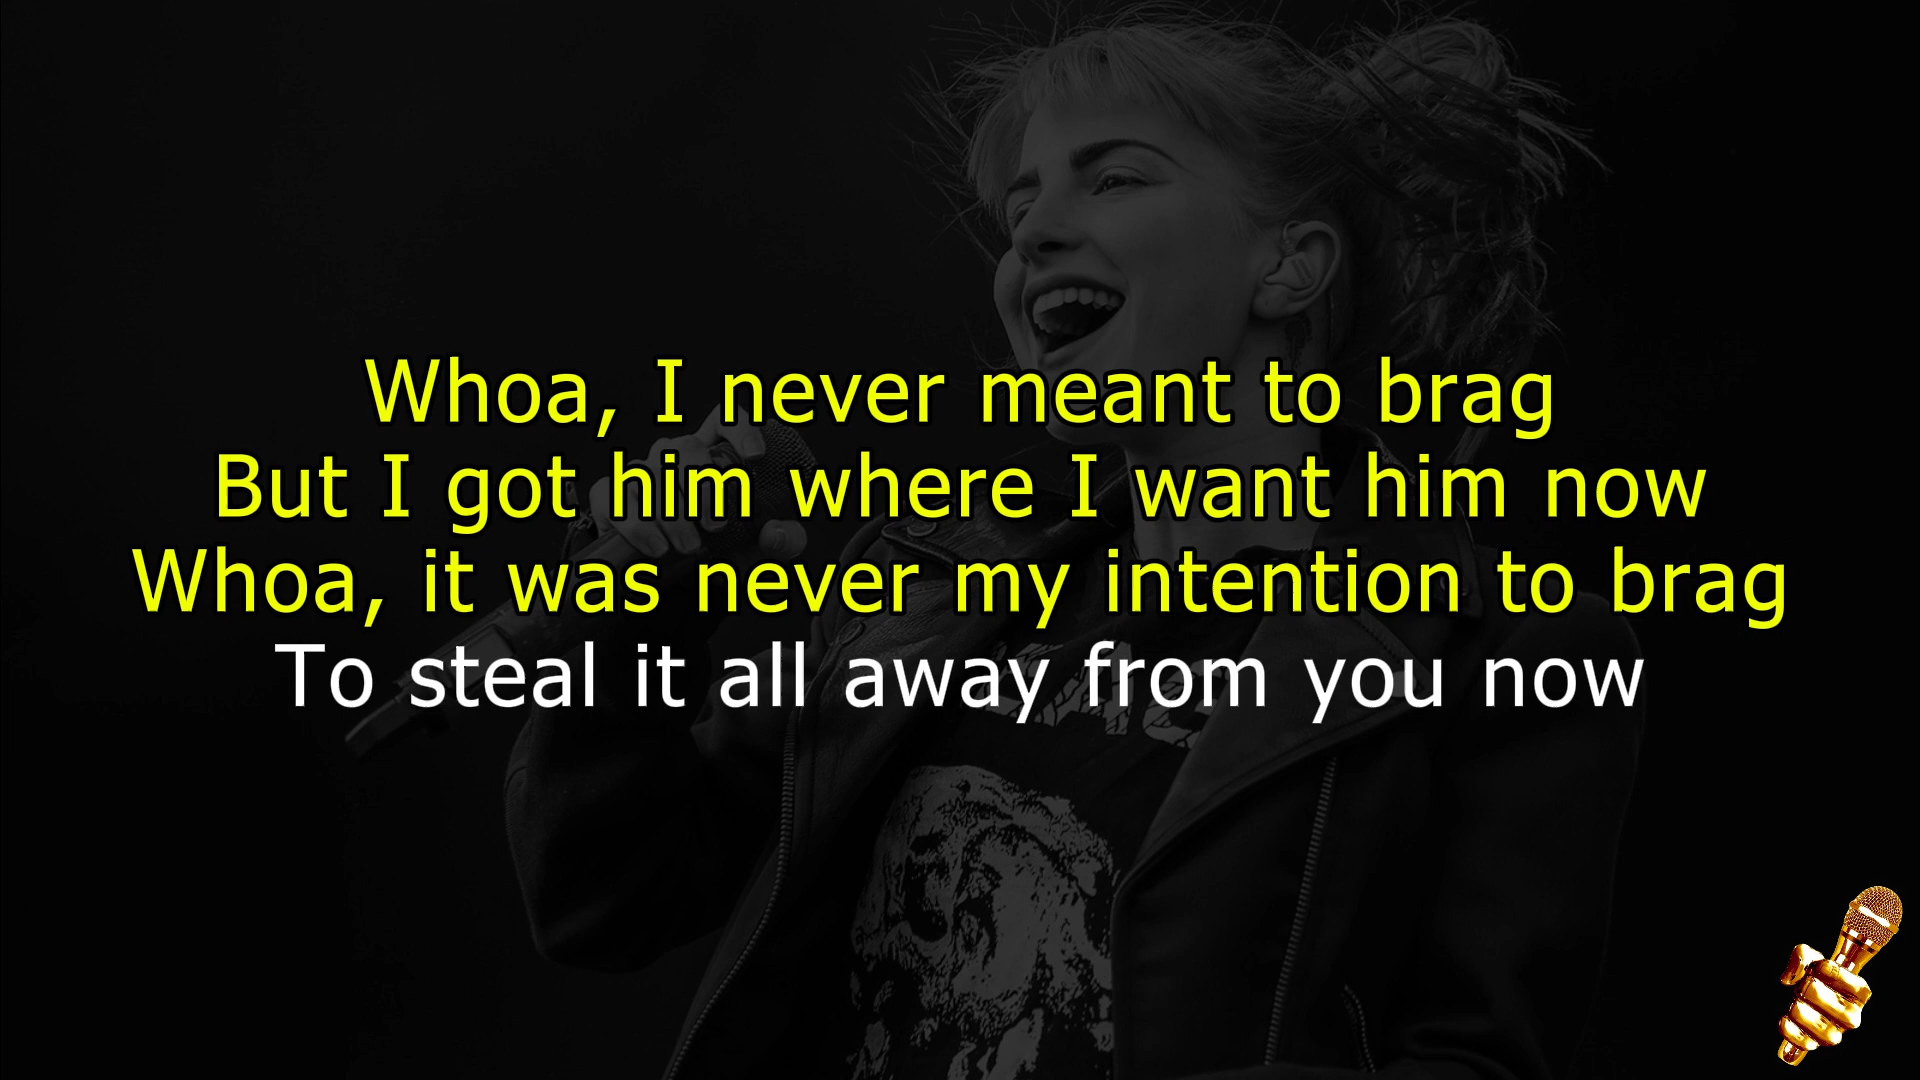 Whoa, I never meant to brag
But I got him where I want him now
Whoa, it was never my intention to brag
To steal it all away from you now